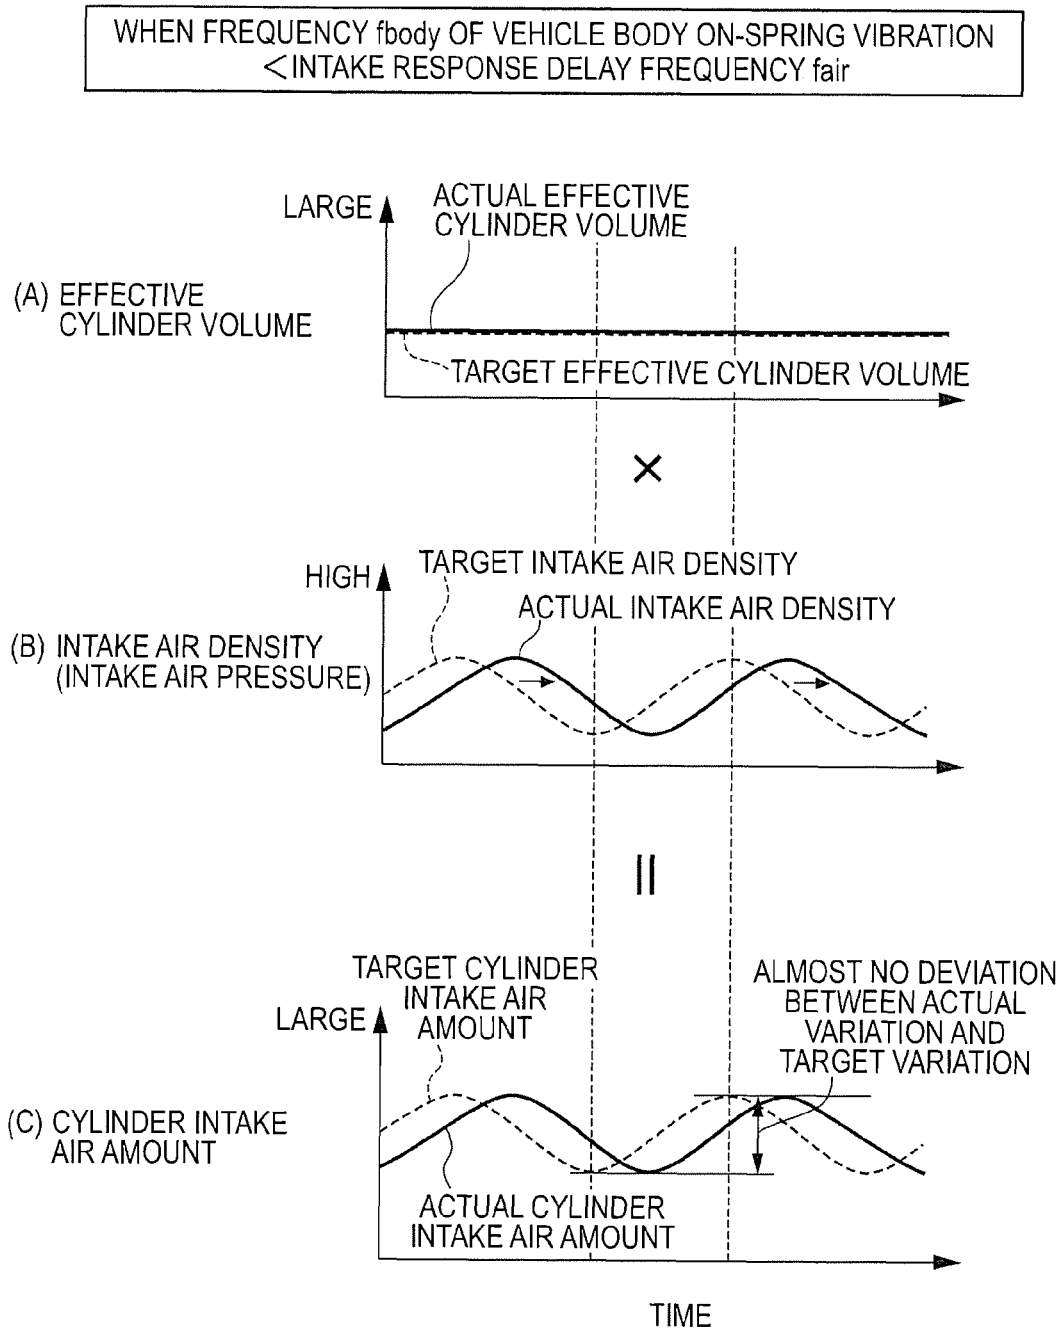 WHEN FREQUENCY fbody OF VEHICLE BODY ON-SPRING VIBRATION
<INTAKE RESPONSE DELAY FREQUENCY fair
LARGE
ACTUAL EFFECTIVE
CYLINDER VOLUME
(A) EFFECTIVE
CYLINDER VOLUME
TARGET EFFECTIVE CYLINDER VOLUME
×
HIGH
TARGET INTAKE AIR DENSITY
ACTUAL INTAKE AIR DENSITY
(B) INTAKE AIR DENSITY
(INTAKE AIR PRESSURE)
=
TARGET CYLINDER
INTAKE AIR
AMOUNT
LARGE
ALMOST NO DEVIATION
BETWEEN ACTUAL
VARIATION AND
TARGET VARIATION
(C) CYLINDER INTAKE
AIR AMOUNT
ACTUAL CYLINDER
INTAKE AIR AMOUNT
TIME